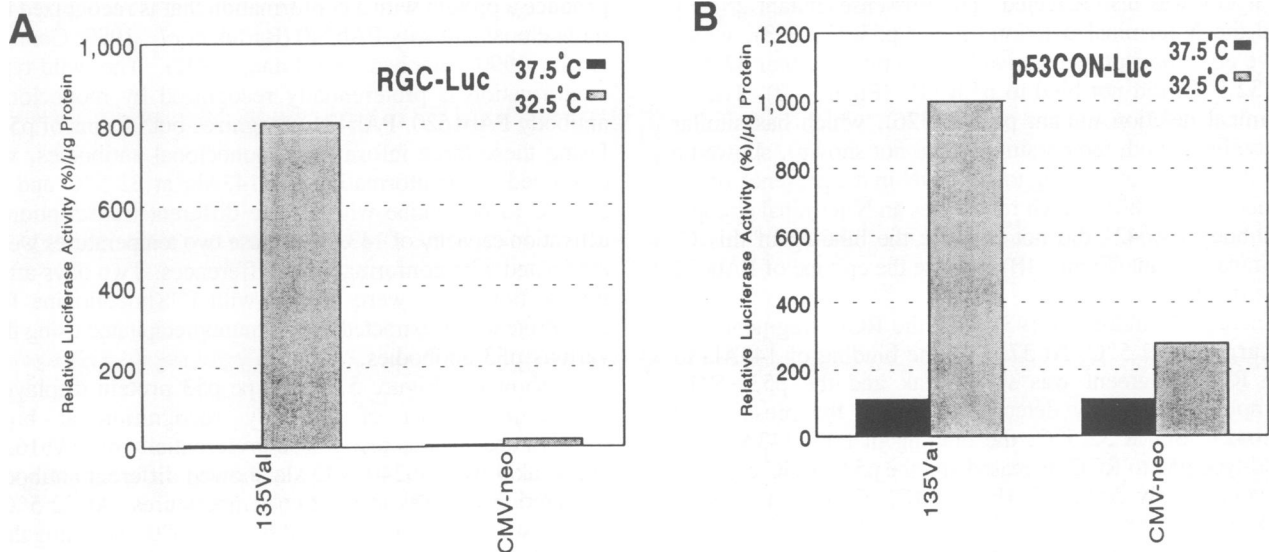 A
Relative Luciferase Activity (%)/µg Protein
1,000
800
600
400
200
0
RGC-Luc
37.5°C
32.5°C
135Val
CMV-neo
B
Relative Luciferase Activity (%)/µg Protein
1,200
1,000
800
600
400
200
0
p53CON-Luc
37.5°C
32.5°C
135Val
CMV-neo